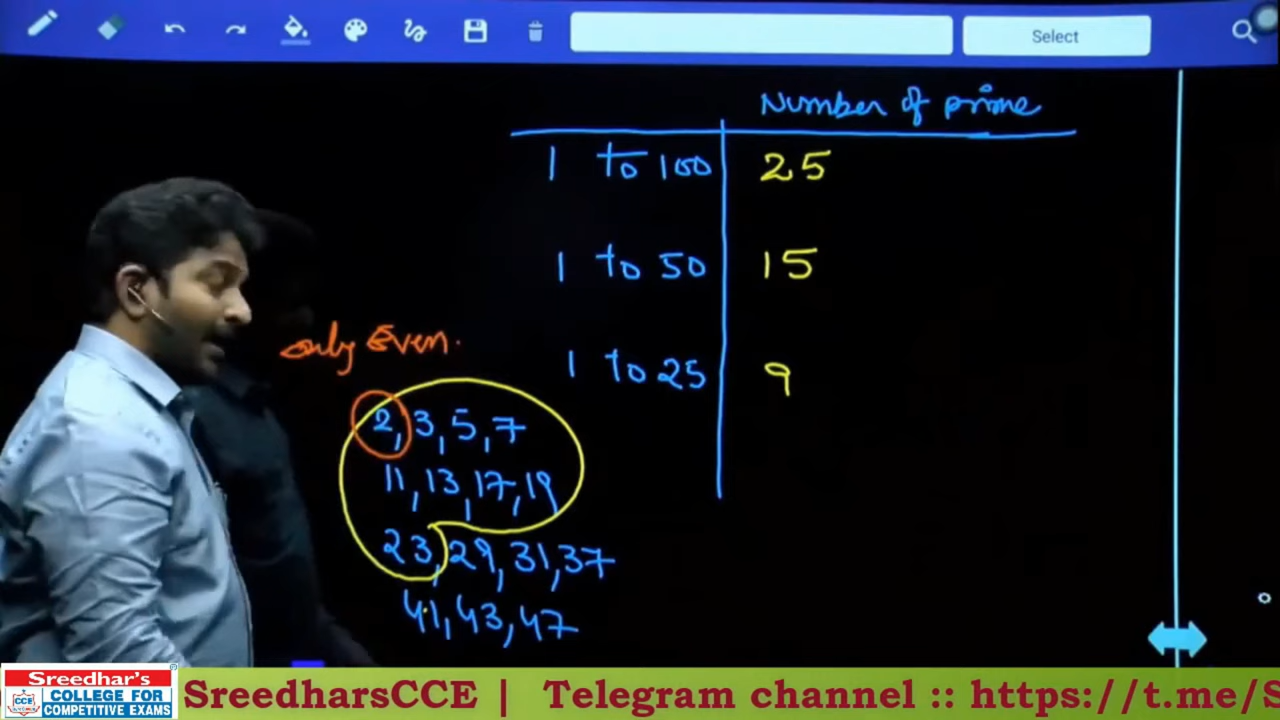 Select
Number of prime
1 to 100 25
1 to 50 15
1 to 25 9
only Even.
2, 3, 5, 7
11, 13, 17, 19
23, 29, 31, 37
41, 43, 47
Sreedhar's
CCE
COLLEGE FOR
COMPETITIVE EXAMS
SreedharsCCE | Telegram channel :: https://t.me/S